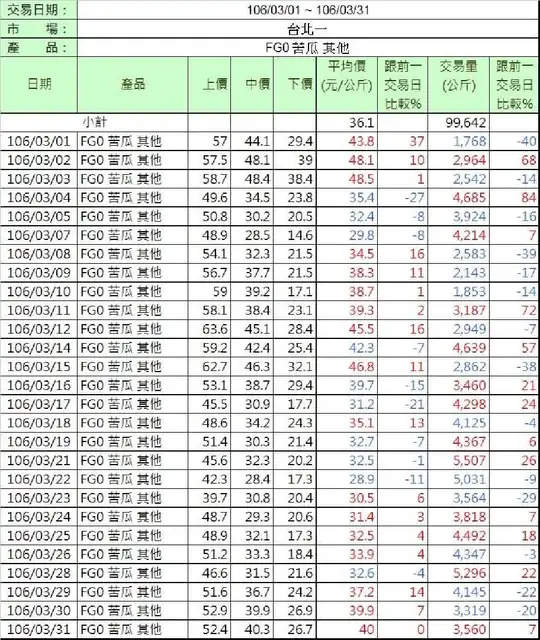 交易日期： 106/03/01 ~ 106/03/31
市　　場： 台北一
產　　品： FG0 苦瓜 其他
日期 產品 上價 中價 下價 平均價(元/公斤) 跟前一交易日比較% 交易量(公斤) 跟前一交易日比較%
小計 36.1 99,642
106/03/01 FG0 苦瓜 其他 57 44.1 29.4 43.8 37 1,768 -40
106/03/02 FG0 苦瓜 其他 57.5 48.1 39 48.1 10 2,964 68
106/03/03 FG0 苦瓜 其他 58.7 48.4 38.4 48.5 1 2,542 -14
106/03/04 FG0 苦瓜 其他 49.6 34.5 23.8 35.4 -27 4,685 84
106/03/05 FG0 苦瓜 其他 50.8 30.2 20.5 32.4 -8 3,924 -16
106/03/07 FG0 苦瓜 其他 48.9 28.5 14.6 29.8 -8 4,214 7
106/03/08 FG0 苦瓜 其他 54.1 32.3 21.5 34.5 16 2,583 -39
106/03/09 FG0 苦瓜 其他 56.7 37.7 21.5 38.3 11 2,143 -17
106/03/10 FG0 苦瓜 其他 59 39.2 17.1 38.7 1 1,853 -14
106/03/11 FG0 苦瓜 其他 58.1 38.4 23.1 39.3 2 3,187 72
106/03/12 FG0 苦瓜 其他 63.6 45.1 28.4 45.5 16 2,949 -7
106/03/14 FG0 苦瓜 其他 59.2 42.4 25.4 42.3 -7 4,639 57
106/03/15 FG0 苦瓜 其他 62.7 46.3 32.1 46.8 11 2,862 -38
106/03/16 FG0 苦瓜 其他 53.1 38.7 29.4 39.7 -15 3,460 21
106/03/17 FG0 苦瓜 其他 45.5 30.9 17.7 31.2 -21 4,298 24
106/03/18 FG0 苦瓜 其他 48.6 34.2 24.3 35.1 13 4,125 -4
106/03/19 FG0 苦瓜 其他 51.4 30.3 21.4 32.7 -7 4,367 6
106/03/21 FG0 苦瓜 其他 45.6 32.3 20.2 32.5 -1 5,507 26
106/03/22 FG0 苦瓜 其他 42.3 28.4 17.3 28.9 -11 5,031 -9
106/03/23 FG0 苦瓜 其他 39.7 30.8 20.4 30.5 6 3,564 -29
106/03/24 FG0 苦瓜 其他 48.7 29.3 20.6 31.4 3 3,818 7
106/03/25 FG0 苦瓜 其他 48.9 32.1 17.3 32.5 4 4,492 18
106/03/26 FG0 苦瓜 其他 51.2 33.3 18.4 33.9 4 4,347 -3
106/03/28 FG0 苦瓜 其他 46.6 31.5 21.6 32.6 -4 5,296 22
106/03/29 FG0 苦瓜 其他 51.6 36.7 24.2 37.2 14 4,145 -22
106/03/30 FG0 苦瓜 其他 52.9 39.9 26.9 39.9 7 3,319 -20
106/03/31 FG0 苦瓜 其他 52.4 40.3 26.7 40 0 3,560 7